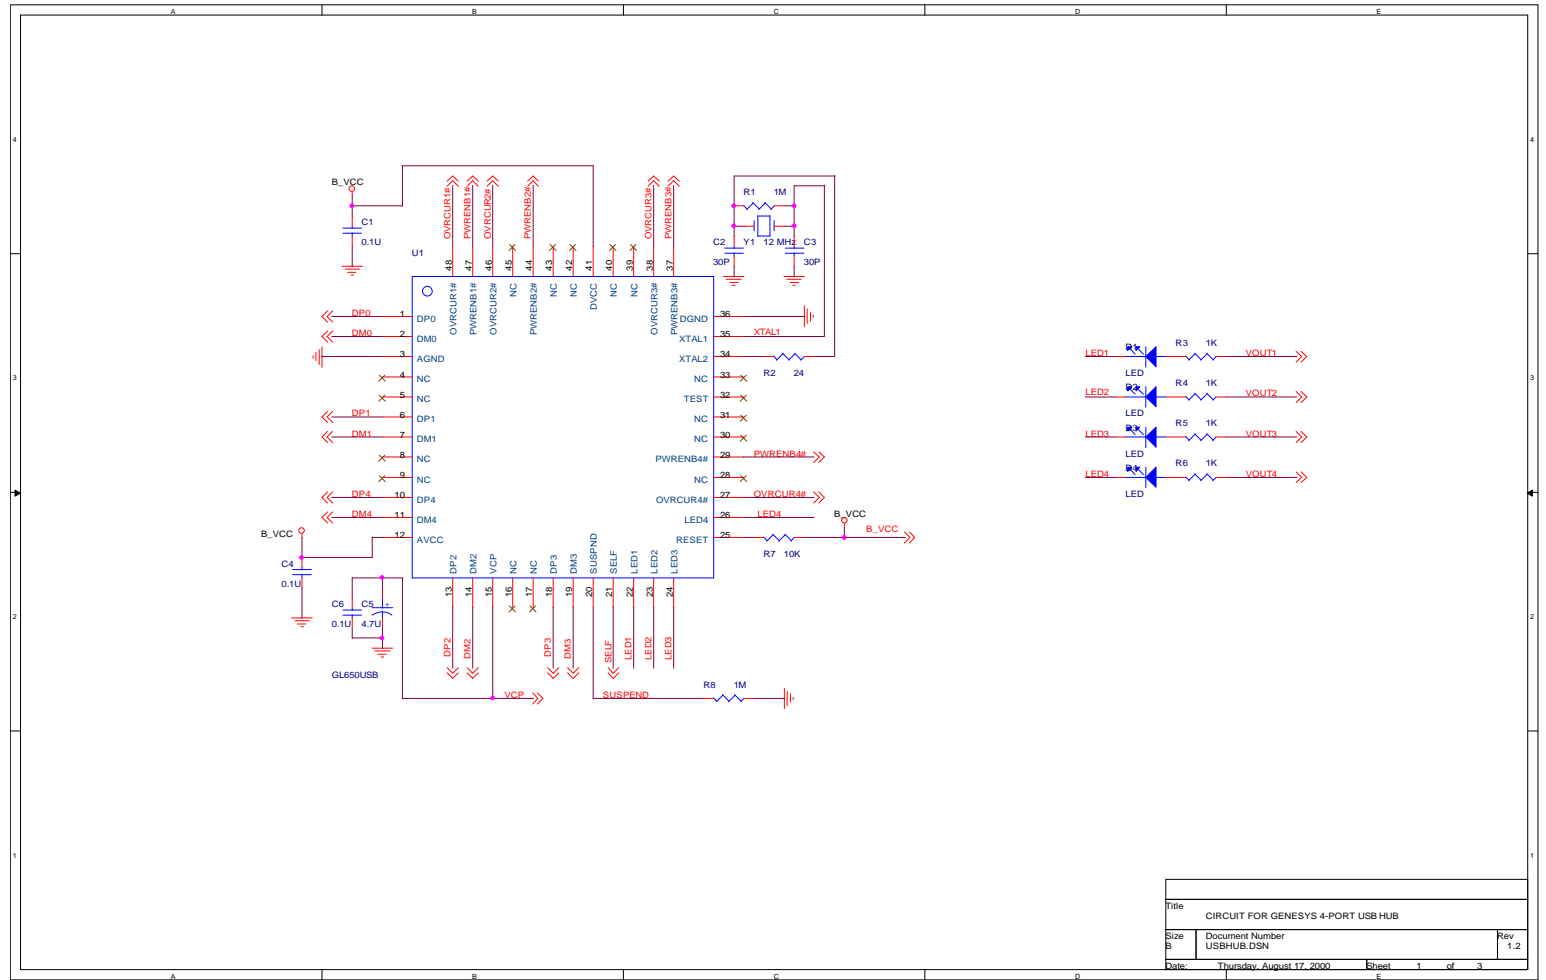 A B C D E
4 4
B_VCC
C1
0.1U
OVRCUR1#
PWRENB1#
OVRCUR2#
PWRENB2#
OVRCUR3#
PWRENB3#
R1 1M
C2 Y1 12 MHz C3
30P 30P
U1
48 47 46 45 44 43 42 41 40 39 38 37
OVRCUR1#
PWRENB1#
OVRCUR2#
NC
PWRENB2#
NC
NC
DVCC
NC
NC
OVRCUR3#
PWRENB3#
DP0 1 DP0
DM0 2 DM0
3 AGND
4 NC
5 NC
DP1 6 DP1
DM1 7 DM1
8 NC
9 NC
DP4 10 DP4
DM4 11 DM4
12 AVCC
DGND 36
XTAL1 35 XTAL1
XTAL2 34
R2 24
NC 33
TEST 32
NC 31
NC 30
PWRENB4# 29 PWRENB4#
NC 28
OVRCUR4# 27 OVRCUR4#
LED4 26 LED4
RESET 25
B_VCC
B_VCC
R7 10K
B_VCC
C4
0.1U
DP2
DM2
VCP
NC
NC
DP3
DM3
SUSPND
SELF
LED1
LED2
LED3
13 14 15 16 17 18 19 20 21 22 23 24
C6 C5 +
0.1U 4.7U
DP2
DM2
DP3
DM3
SELF
LED1
LED2
LED3
GL650USB
VCP
SUSPEND
R8 1M
3 3
LED1 D1 R3 1K VOUT1
LED
LED2 D2 R4 1K VOUT2
LED
LED3 D3 R5 1K VOUT3
LED
LED4 D4 R6 1K VOUT4
LED
2 2
1 1
Title
CIRCUIT FOR GENESYS 4-PORT USB HUB
Size Document Number Rev
B USBHUB.DSN 1.2
Date: Thursday, August 17, 2000 Sheet 1 of 3
A B C D E